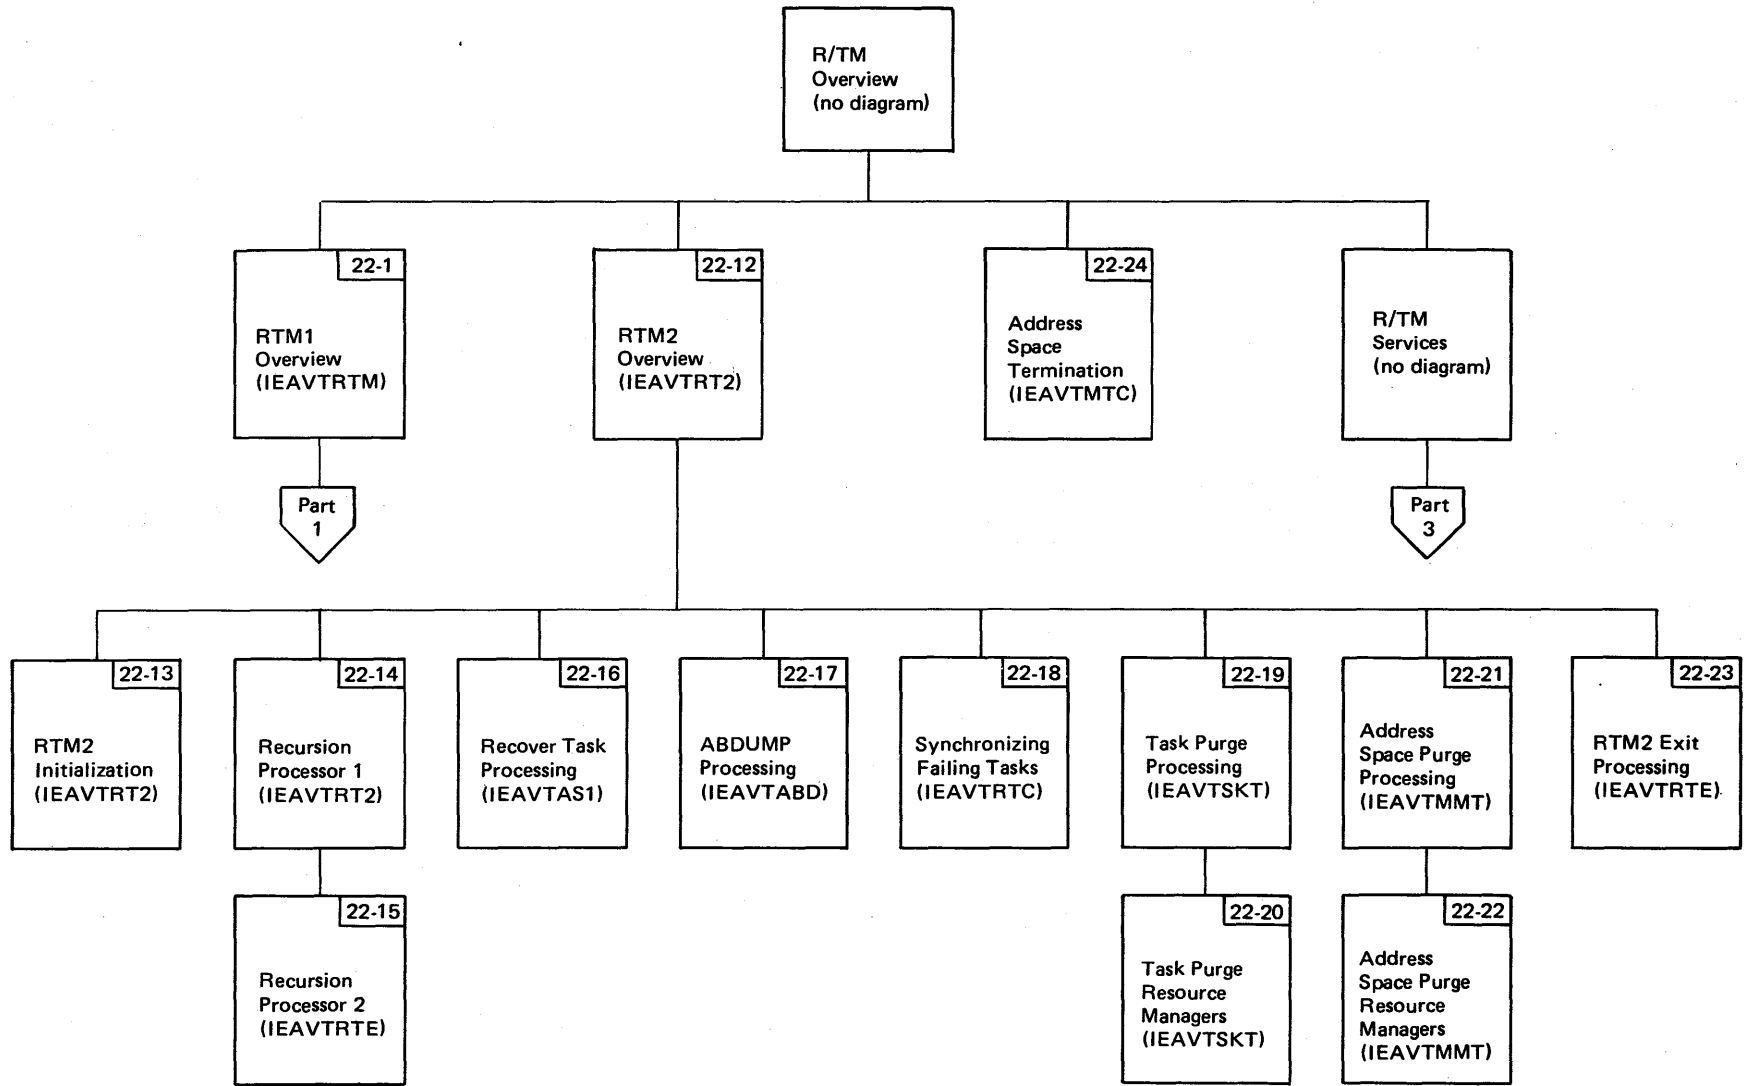 R/TM
Overview
(no diagram)
22-1
RTM1
Overview
(IEAVTRTM)
22-12
RTM2
Overview
(IEAVTRT2)
22-24
Address
Space
Termination
(IEAVTMTC)
R/TM
Services
(no diagram)
Part
1
Part
3
22-13
RTM2
Initialization
(IEAVTRT2)
22-14
Recursion
Processor 1
(IEAVTRT2)
22-16
Recover Task
Processing
(IEAVTAS1)
22-17
ABDUMP
Processing
(IEAVTABD)
22-18
Synchronizing
Failing Tasks
(IEAVTRTC)
22-19
Task Purge
Processing
(IEAVTSKT)
22-21
Address
Space Purge
Processing
(IEAVTMMT)
22-23
RTM2 Exit
Processing
(IEAVTRTE)
22-15
Recursion
Processor 2
(IEAVTRTE)
22-20
Task Purge
Resource
Managers
(IEAVTSKT)
22-22
Address
Space Purge
Resource
Managers
(IEAVTMMT)